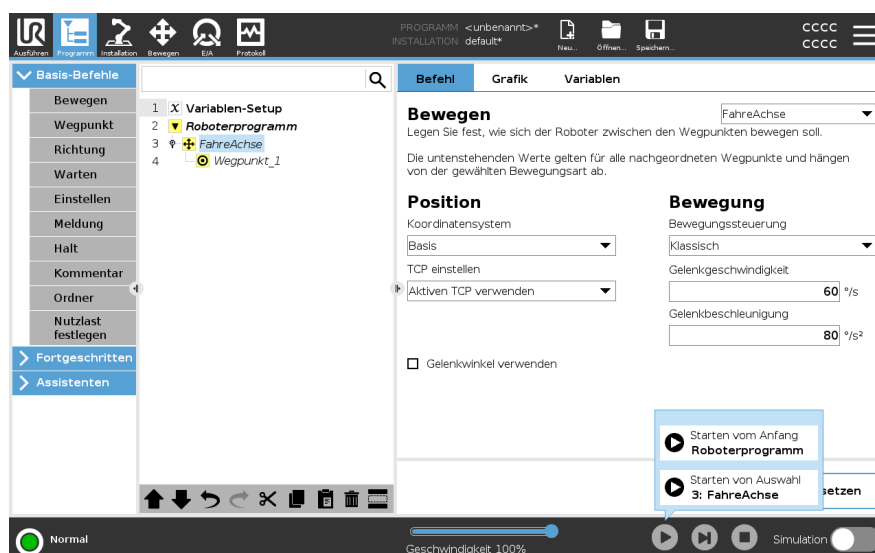 PROGRAMM <unbenannt>*
INSTALLATION default*
cccc
cccc
Ausführen
Programm
Installation
Bewegen
E/A
Protokoll
Neu...
Öffnen...
Speichern...
Basis-Befehle
Bewegen
Wegpunkt
Richtung
Warten
Einstellen
Meldung
Halt
Kommentar
Ordner
Nutzlast
festlegen
Fortgeschritten
Assistenten
1 X Variablen-Setup
2 Roboterprogramm
3 FahreAchse
4 Wegpunkt_1
Befehl
Grafik
Variablen
Bewegen
FahreAchse
Legen Sie fest, wie sich der Roboter zwischen den Wegpunkten bewegen soll.
Die untenstehenden Werte gelten für alle nachgeordneten Wegpunkte und hängen
von der gewählten Bewegungsart ab.
Position
Koordinatensystem
Basis
TCP einstellen
Aktiven TCP verwenden
Gelenkwinkel verwenden
Bewegung
Bewegungssteuerung
Klassisch
Gelenkgeschwindigkeit
60 °/s
Gelenkbeschleunigung
80 °/s²
Starten vom Anfang
Roboterprogramm
Starten von Auswahl
3: FahreAchse
setzen
Normal
Geschwindigkeit 100%
Simulation